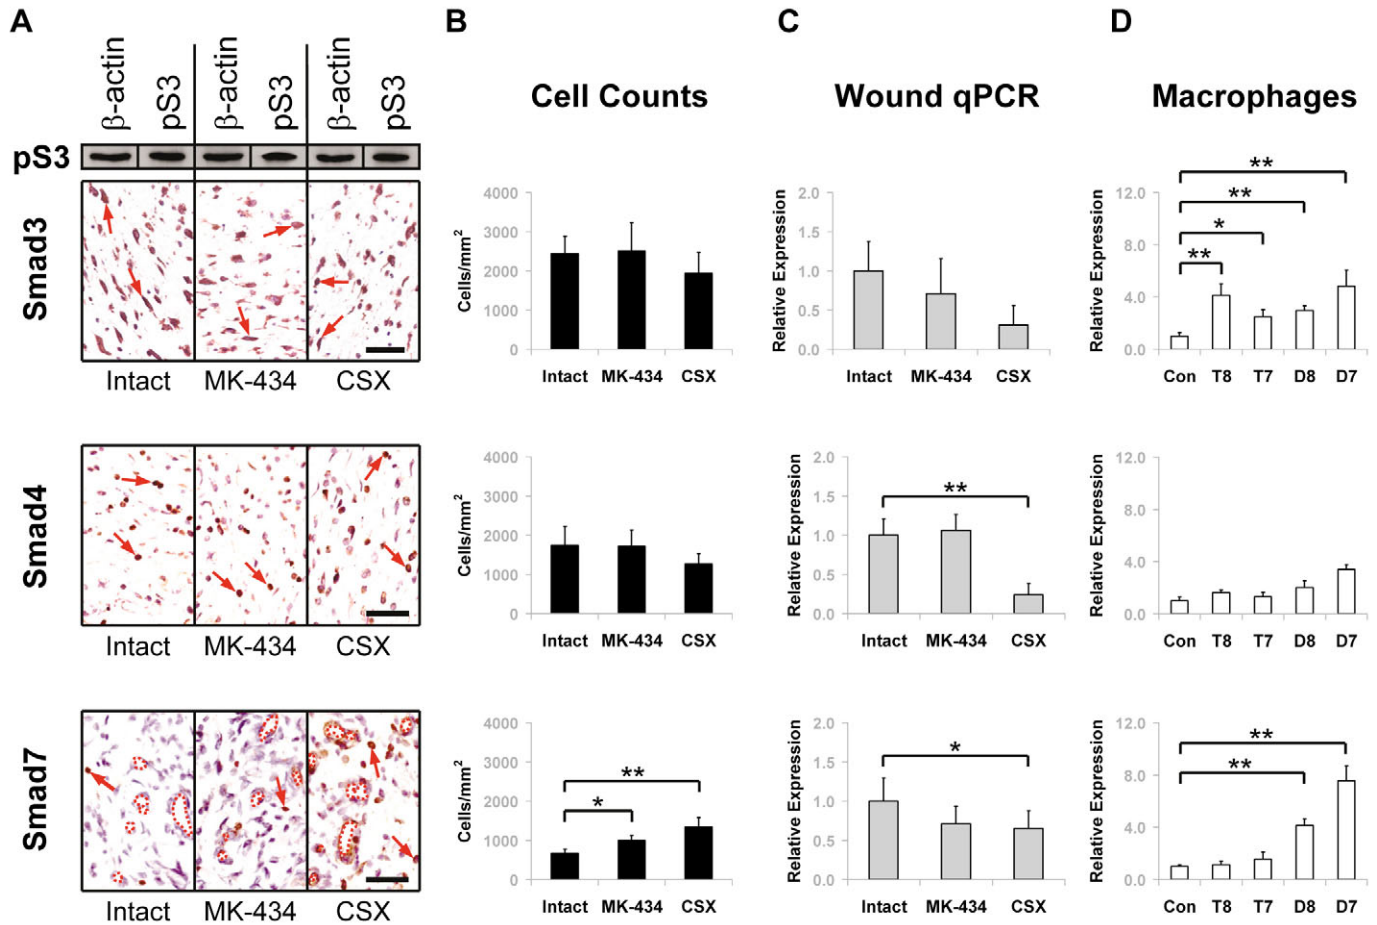 A
B
C
D
β-actin
pS3
β-actin
pS3
β-actin
pS3
Cell Counts
Wound qPCR
Macrophages
pS3
Smad3
Intact
MK-434
CSX
Cells/mm²
4000
3000
2000
1000
0
Intact
MK-434
CSX
Relative Expression
2.0
1.5
1.0
0.5
0.0
Intact
MK-434
CSX
Relative Expression
12.0
8.0
4.0
0.0
**
**
*
**
Con
T8
T7
D8
D7
Smad4
Intact
MK-434
CSX
Cells/mm²
4000
3000
2000
1000
0
Intact
MK-434
CSX
Relative Expression
2.0
1.5
1.0
0.5
0.0
**
Intact
MK-434
CSX
Relative Expression
12.0
8.0
4.0
0.0
Con
T8
T7
D8
D7
Smad7
Intact
MK-434
CSX
Cells/mm²
4000
3000
2000
1000
0
**
*
Intact
MK-434
CSX
Relative Expression
2.0
1.5
1.0
0.5
0.0
*
Intact
MK-434
CSX
Relative Expression
12.0
8.0
4.0
0.0
**
**
Con
T8
T7
D8
D7